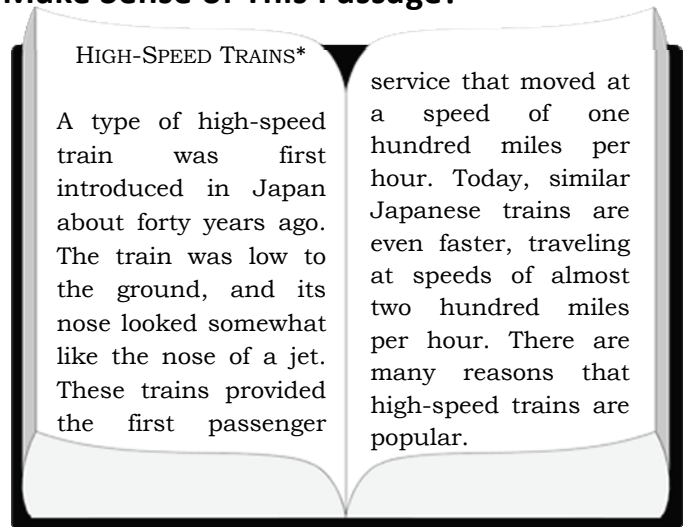 Make Sense of This Passage?
HIGH-SPEED TRAINS*
A type of high-speed
train was first
introduced in Japan
about forty years ago.
The train was low to
the ground, and its
nose looked somewhat
like the nose of a jet.
These trains provided
the first passenger
service that moved at
a speed of one
hundred miles per
hour. Today, similar
Japanese trains are
even faster, traveling
at speeds of almost
two hundred miles
per hour. There are
many reasons that
high-speed trains are
popular.